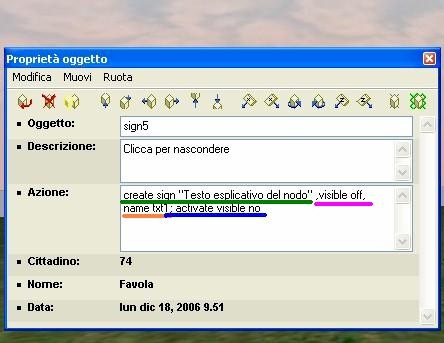 Proprietà oggetto
Modifica Muovi Ruota
Oggetto: sign5
Descrizione: Clicca per nascondere
Azione: create sign "Testo esplicativo del nodo" ,visible off,
name txt1; activate visible no
Cittadino: 74
Nome: Favola
Data: lun dic 18, 2006 9.51